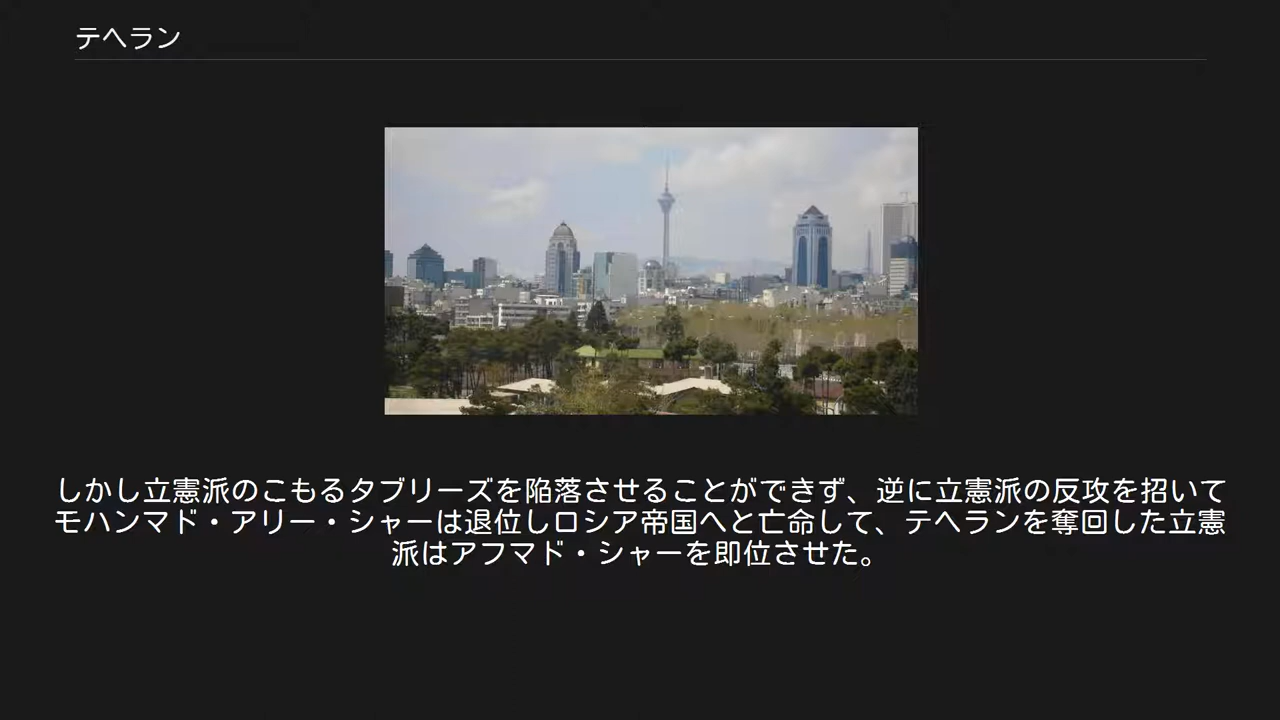 テヘラン
しかし立憲派のこもるタブリーズを陥落させることができず、逆に立憲派の反攻を招いて
モハンマド・アリー・シャーは退位しロシア帝国へと亡命して、テヘランを奪回した立憲
派はアフマド・シャーを即位させた。